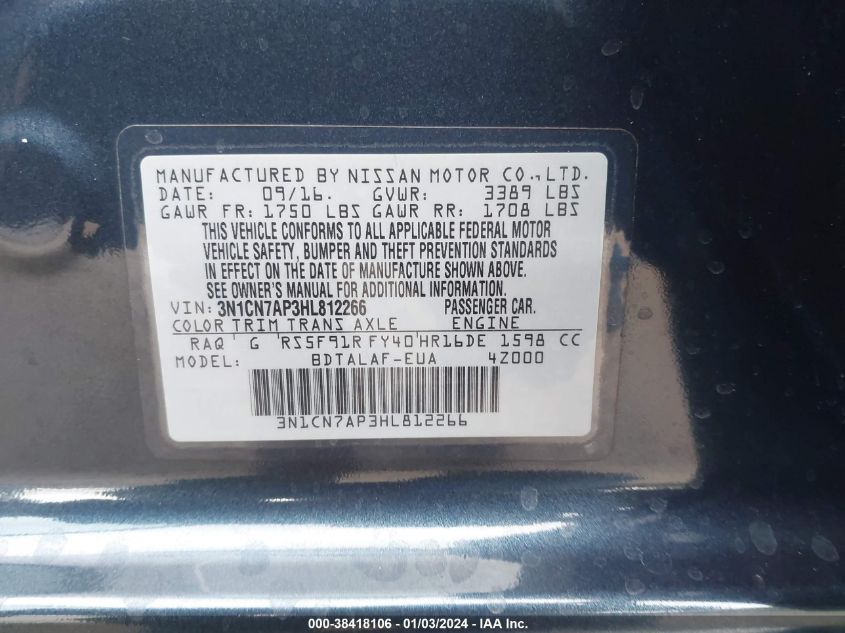 MANUFACTURED BY NISSAN MOTOR CO., LTD.
DATE: 09/16. GVWR: 3389 LBS
GAWR FR: 1750 LBS GAWR RR: 1708 LBS
THIS VEHICLE CONFORMS TO ALL APPLICABLE FEDERAL MOTOR
VEHICLE SAFETY, BUMPER AND THEFT PREVENTION STANDARDS
IN EFFECT ON THE DATE OF MANUFACTURE SHOWN ABOVE.
SEE OWNER'S MANUAL FOR ADDITIONAL INFORMATION.
VIN: 3N1CN7AP3HL812266 PASSENGER CAR.
COLOR TRIM TRANS AXLE ENGINE
RAQ G RS5F91R FY40 HR16DE 1598 CC
MODEL: BDTALAF-EUA 4Z000
3N1CN7AP3HL812266
000-38418106 - 01/03/2024 - IAA Inc.